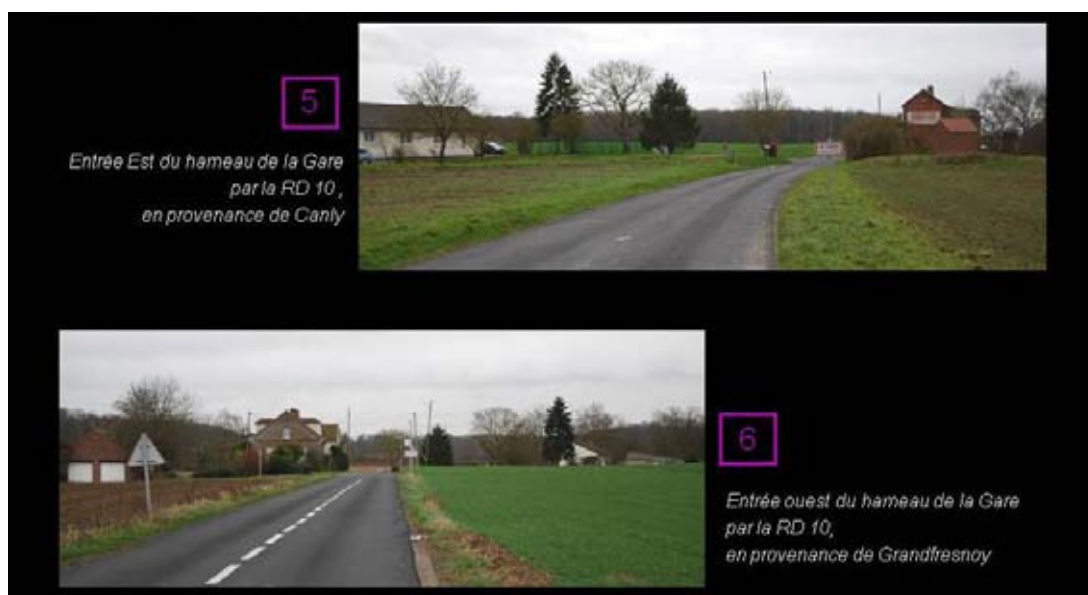 5
Entrée Est du hameau de la Gare
par la RD 10 ,
en provenance de Canly
6
Entrée ouest du hameau de la Gare
par la RD 10,
en provenance de Grandfresnoy